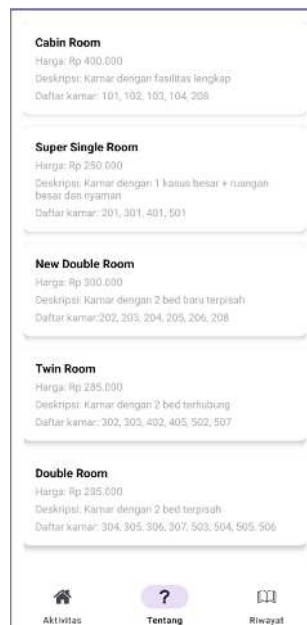 Cabin Room
Harga: Rp 400.000
Deskripsi: Kamar dengan fasilitas lengkap
Daftar kamar: 101, 102, 103, 104, 208
Super Single Room
Harga: Rp 250.000
Deskripsi: Kamar dengan 1 kasus besar + ruangan
besar dan nyaman
Daftar kamar: 201, 301, 401, 501
New Double Room
Harga: Rp 300.000
Deskripsi: Kamar dengan 2 bed baru terpisah
Daftar kamar:202, 203, 204, 205, 206, 208
Twin Room
Harga: Rp 285.000
Deskripsi: Kamar dengan 2 bed terhubung
Daftar kamar: 302, 303, 402, 405, 502, 507
Double Room
Harga: Rp 285.000
Deskripsi: Kamar dengan 2 bed terpisah
Daftar kamar: 304, 305, 306, 307, 503, 504, 505, 506
?
Aktivitas
Tentang
Riwayat